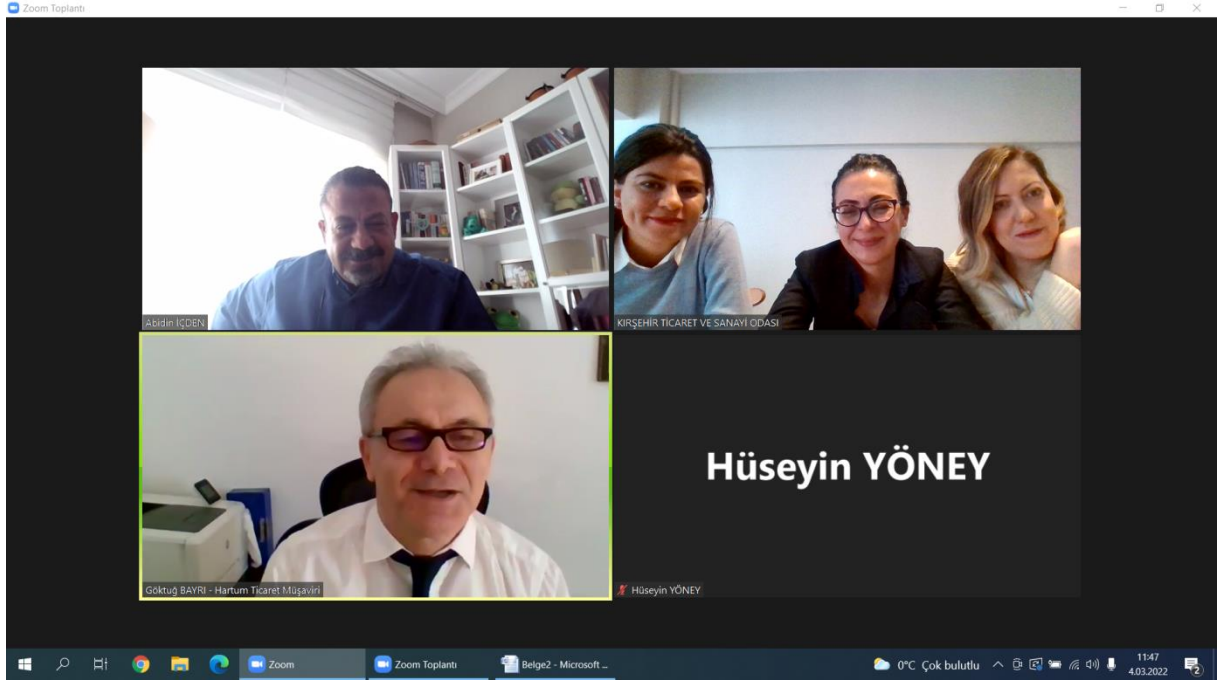 Zoom Toplantı
Abidin İÇDEN
KIRŞEHİR TİCARET VE SANAYİ ODASI
Göktuğ BAYRI - Hartum Ticaret Müşaviri
Hüseyin YÖNEY
Hüseyin YÖNEY
Zoom
Zoom Toplantı
Belge2 - Microsoft ...
0°C Çok bulutlu
11:47
4.03.2022
2